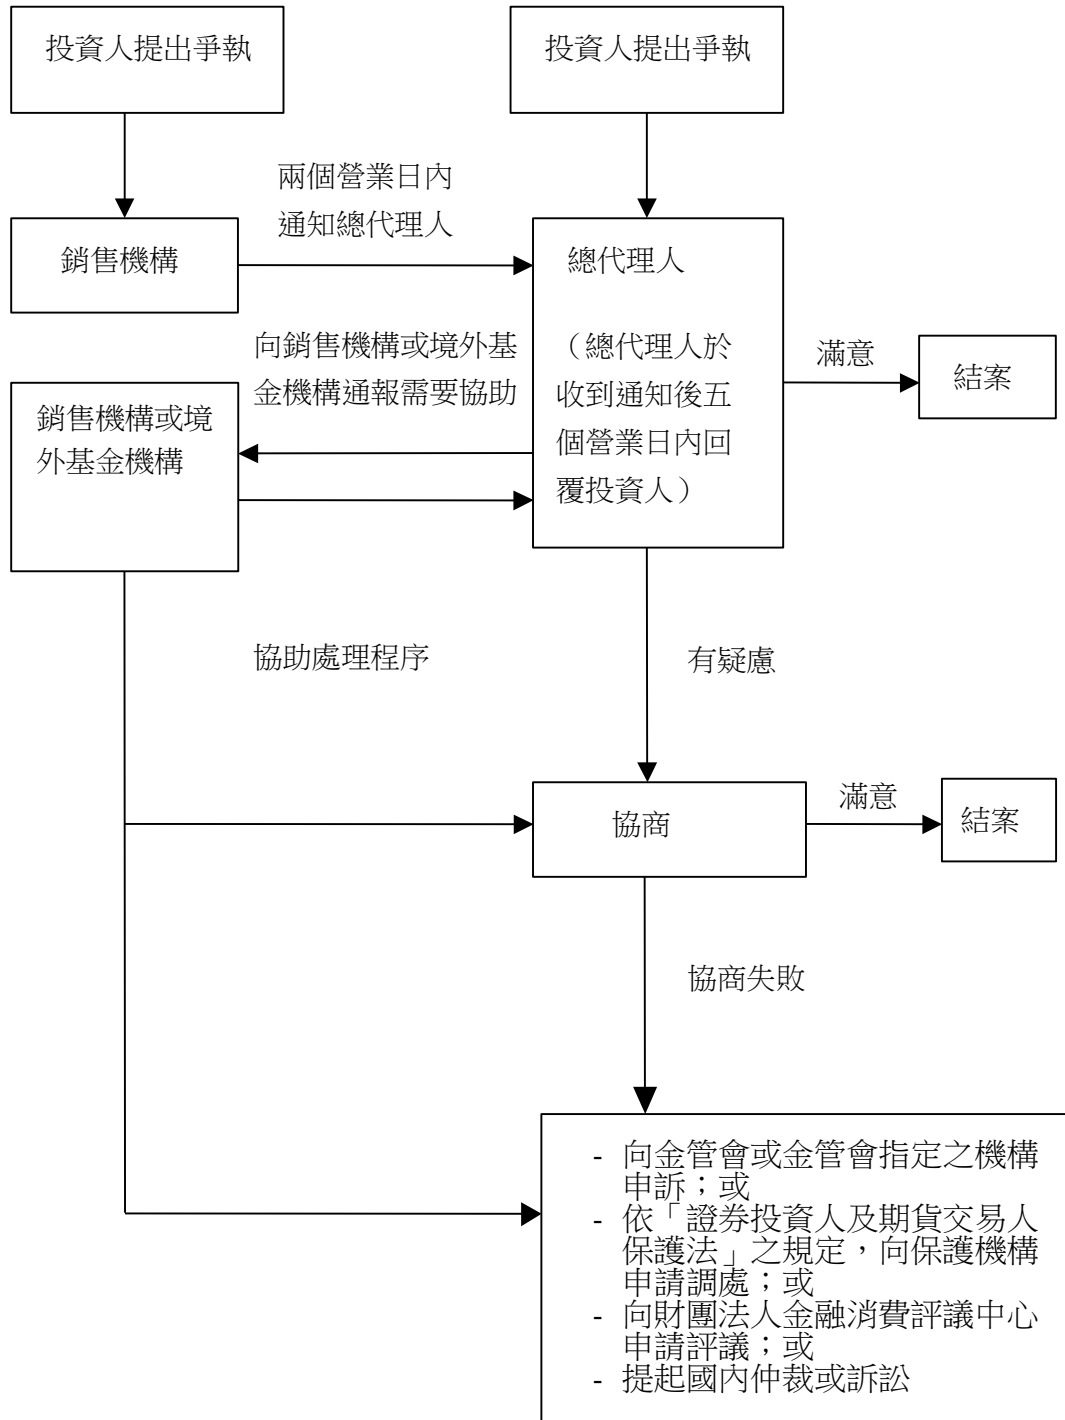 投資人提出爭執
投資人提出爭執
兩個營業日內
通知總代理人
銷售機構
總代理人
（總代理人於
收到通知後五
個營業日內回
覆投資人）
滿意
結案
向銷售機構或境外基
金機構通報需要協助
銷售機構或境
外基金機構
協助處理程序
有疑慮
協商
滿意
結案
協商失敗
- 向金管會或金管會指定之機構
申訴；或
- 依「證券投資人及期貨交易人
保護法」之規定，向保護機構
申請調處；或
- 向財團法人金融消費評議中心
申請評議；或
- 提起國內仲裁或訴訟